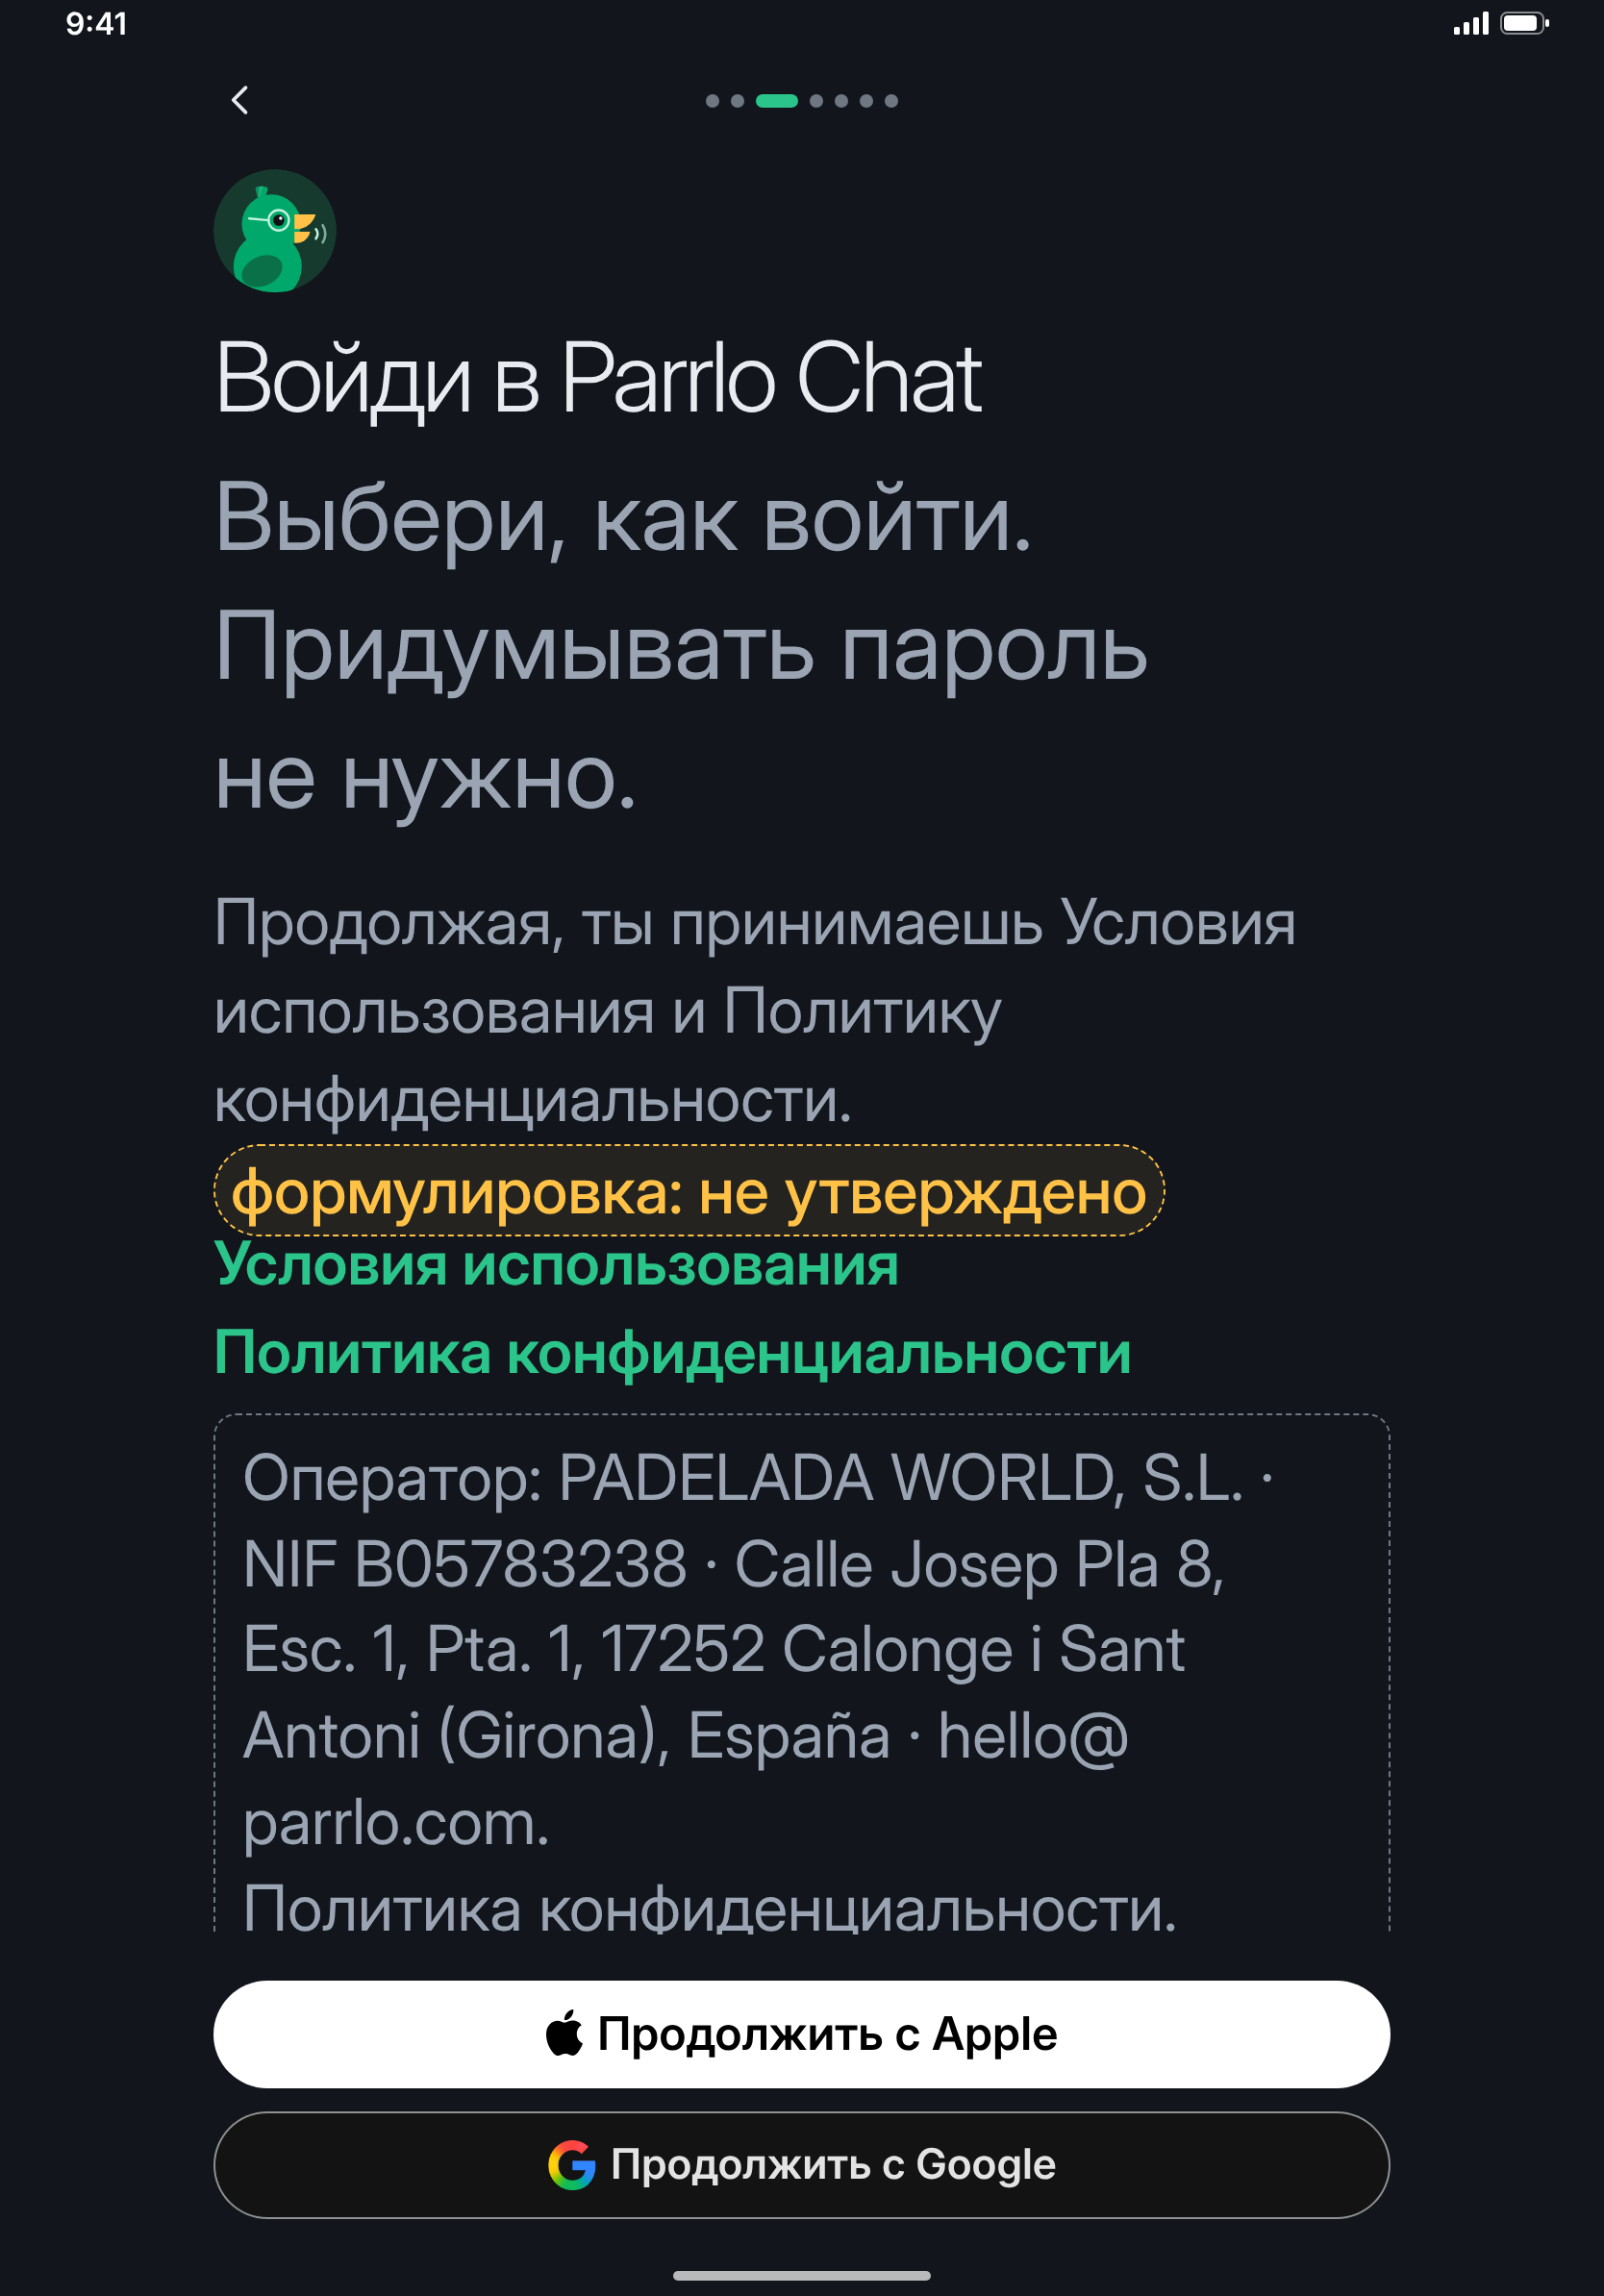 9:41
Войди в Parrlo Chat
Выбери, как войти.
Придумывать пароль
не нужно.
Продолжая, ты принимаешь Условия
использования и Политику
конфиденциальности.
формулировка: не утверждено
Условия использования
Политика конфиденциальности
Оператор: PADELADA WORLD, S.L. ·
NIF B05783238 · Calle Josep Pla 8,
Esc. 1, Pta. 1, 17252 Calonge i Sant
Antoni (Girona), España · hello@
parrlo.com.
Политика конфиденциальности.
Продолжить с Apple
Продолжить с Google